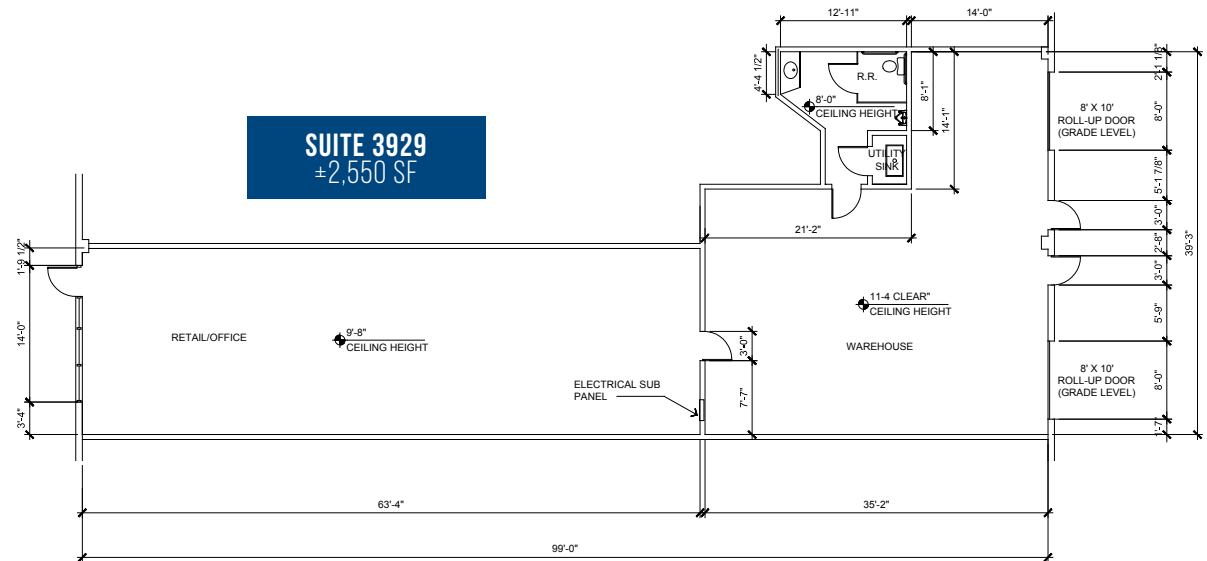 12'-11"
14'-0"
SUITE 3929
±2,550 SF
4'-4 1/2"
R.R.
8'-0"
CEILING HEIGHT
8'-1"
14'-1"
UTILITY
SINK
2'-1 1/8"
8' X 10'
ROLL-UP DOOR
(GRADE LEVEL)
8'-0"
5'-1 7/8"
3'-0"
2'-8"
39'-3"
3'-0"
21'-2"
1'-9 1/2"
14'-0"
3'-4"
RETAIL/OFFICE
9'-8"
CEILING HEIGHT
11-4 CLEAR"
CEILING HEIGHT
WAREHOUSE
3'-0"
7'-7"
ELECTRICAL SUB
PANEL
5'-9"
8' X 10'
ROLL-UP DOOR
(GRADE LEVEL)
8'-0"
1'-7"
63'-4"
35'-2"
99'-0"